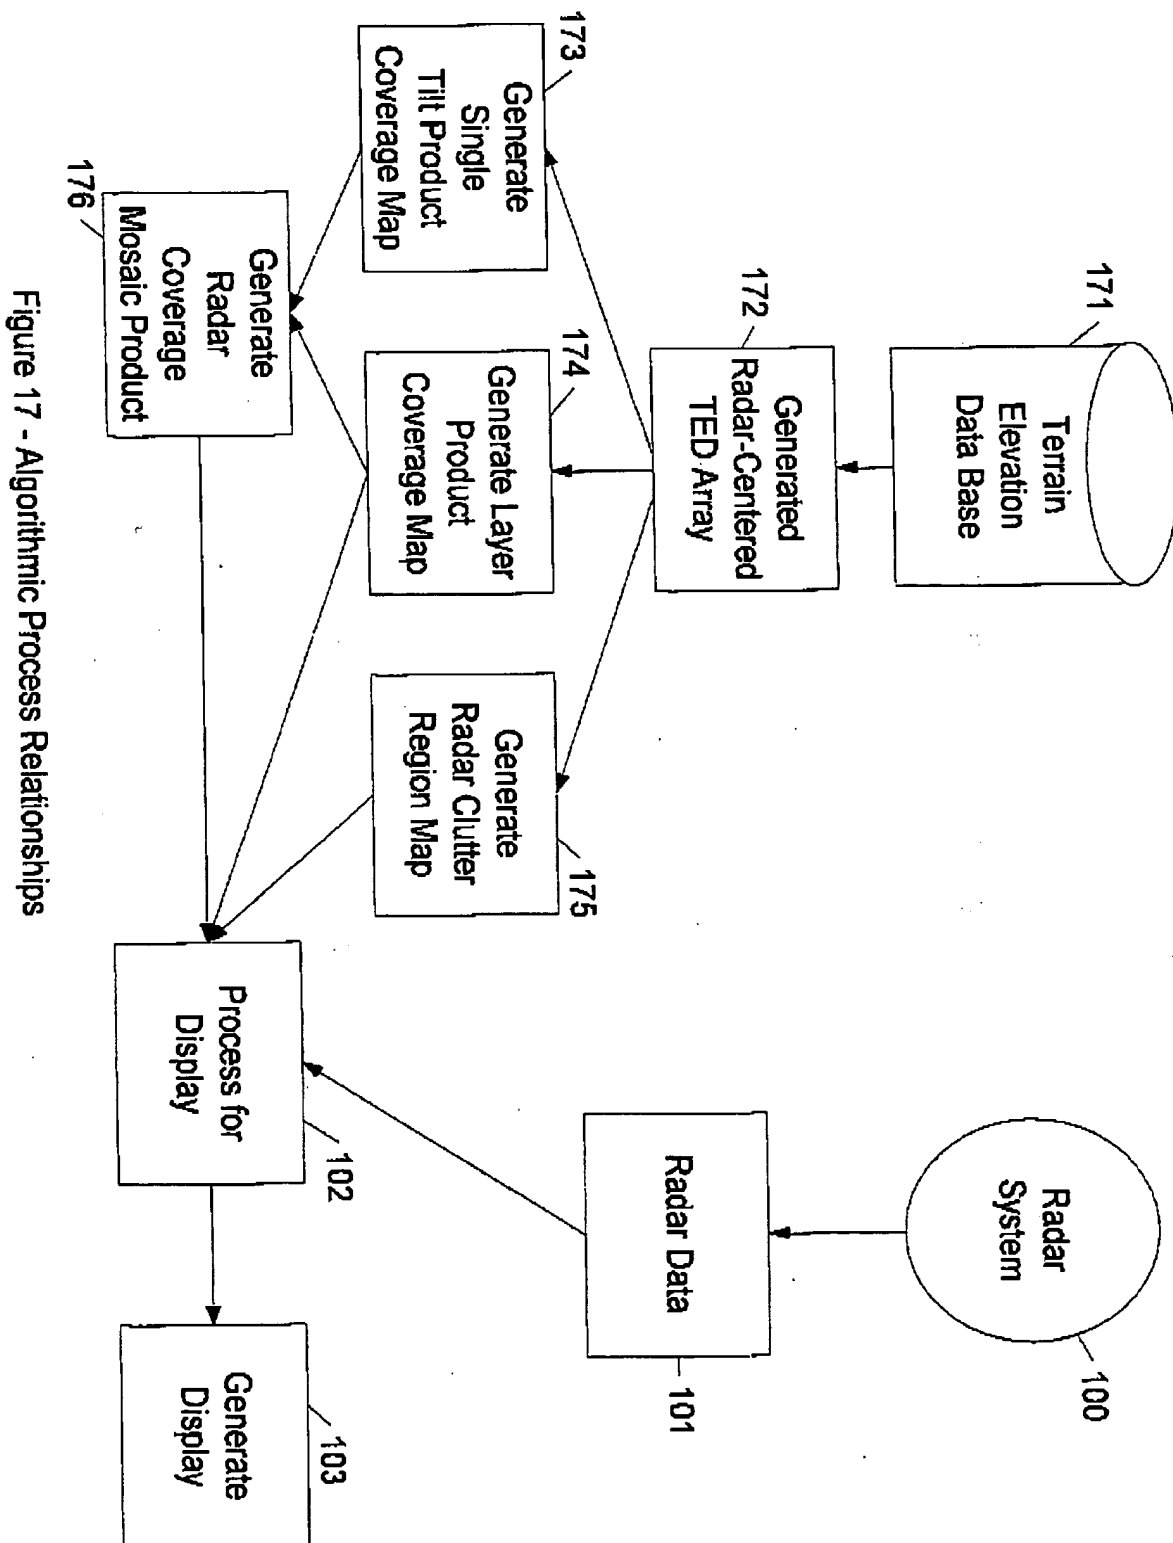 171
Terrain
Elevation
Data Base
Radar
System
100
172
Generated
Radar-Centered
TED Array
Radar Data
101
173
Generate
Single
Tilt Product
Coverage Map
174
Generate Layer
Product
Coverage Map
Generate
Radar Clutter
Region Map
175
176
Generate
Radar
Coverage
Mosaic Product
Process for
Display
102
Generate
Display
103
Figure 17 - Algorithmic Process Relationships